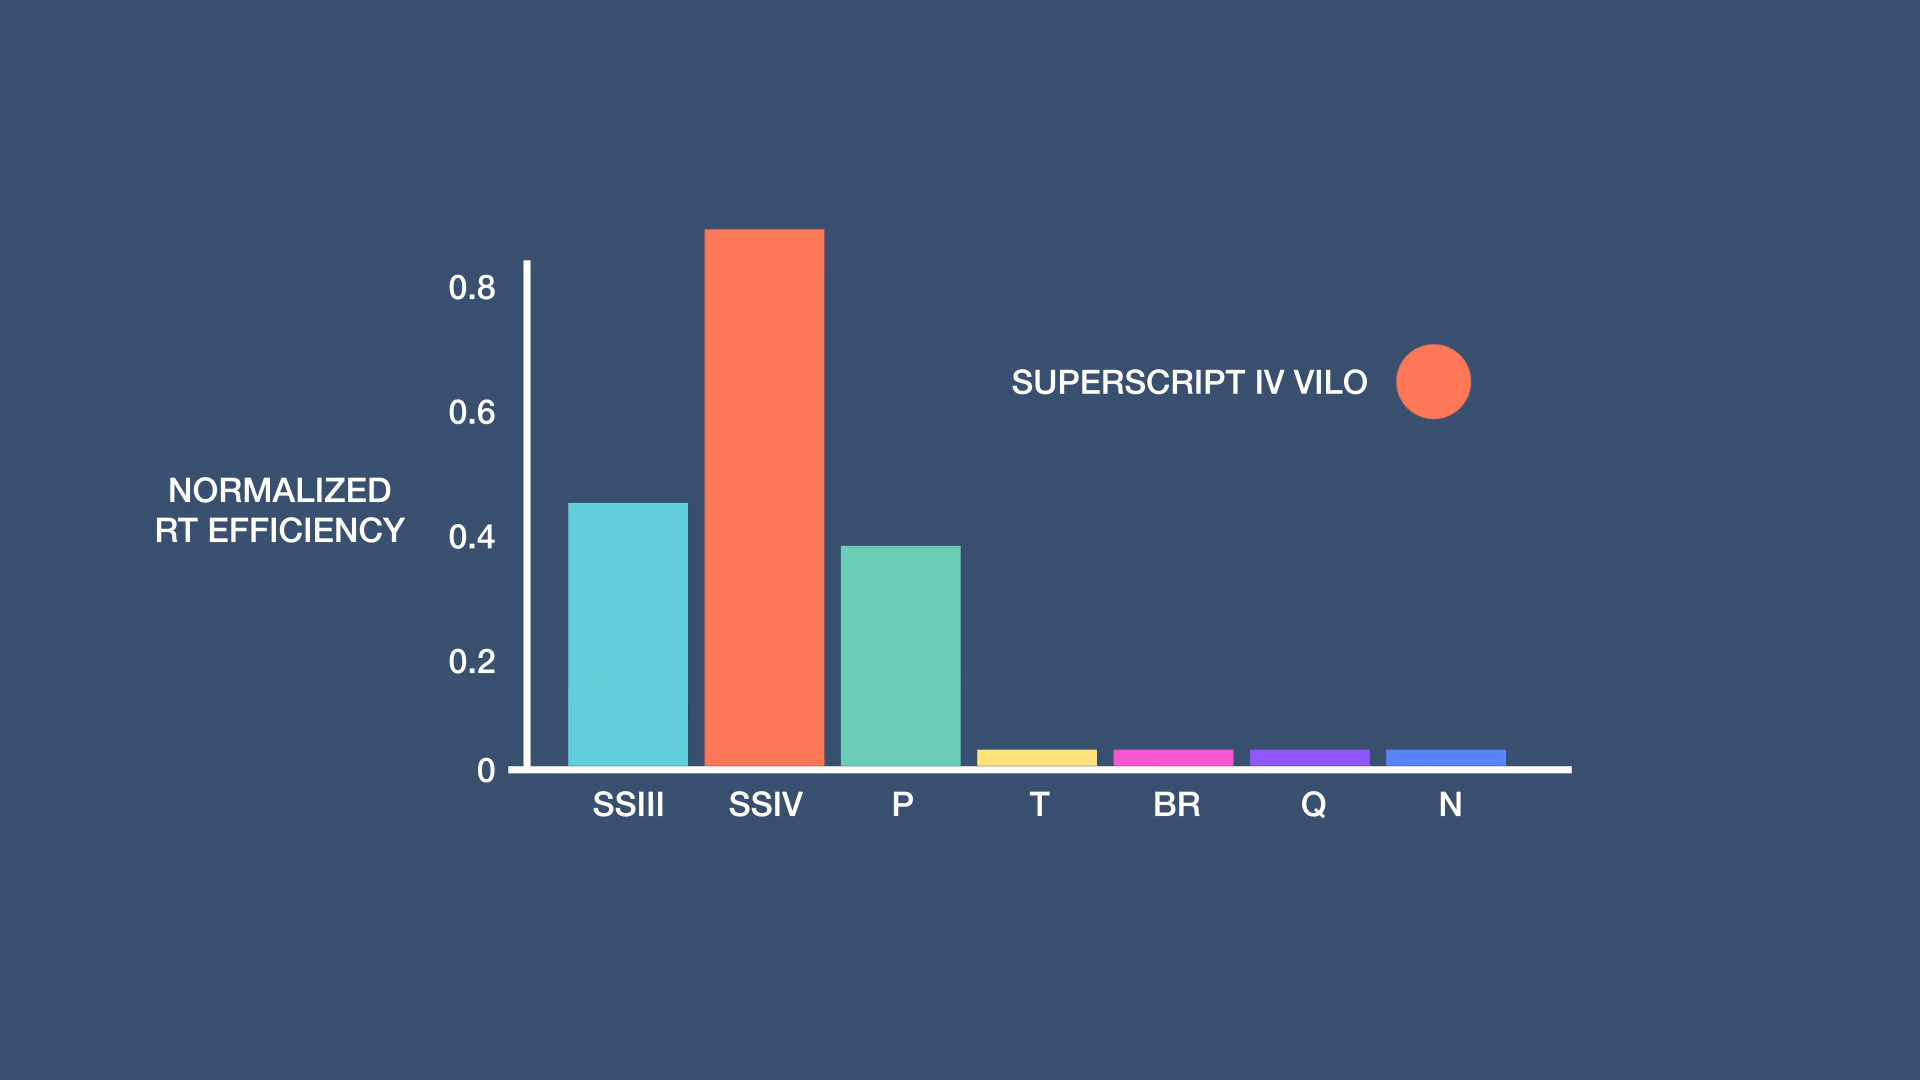 0.8
0.6
0.4
0.2
0
NORMALIZED
RT EFFICIENCY
SUPERSCRIPT IV VILO
SSIII
SSIV
P
T
BR
Q
N